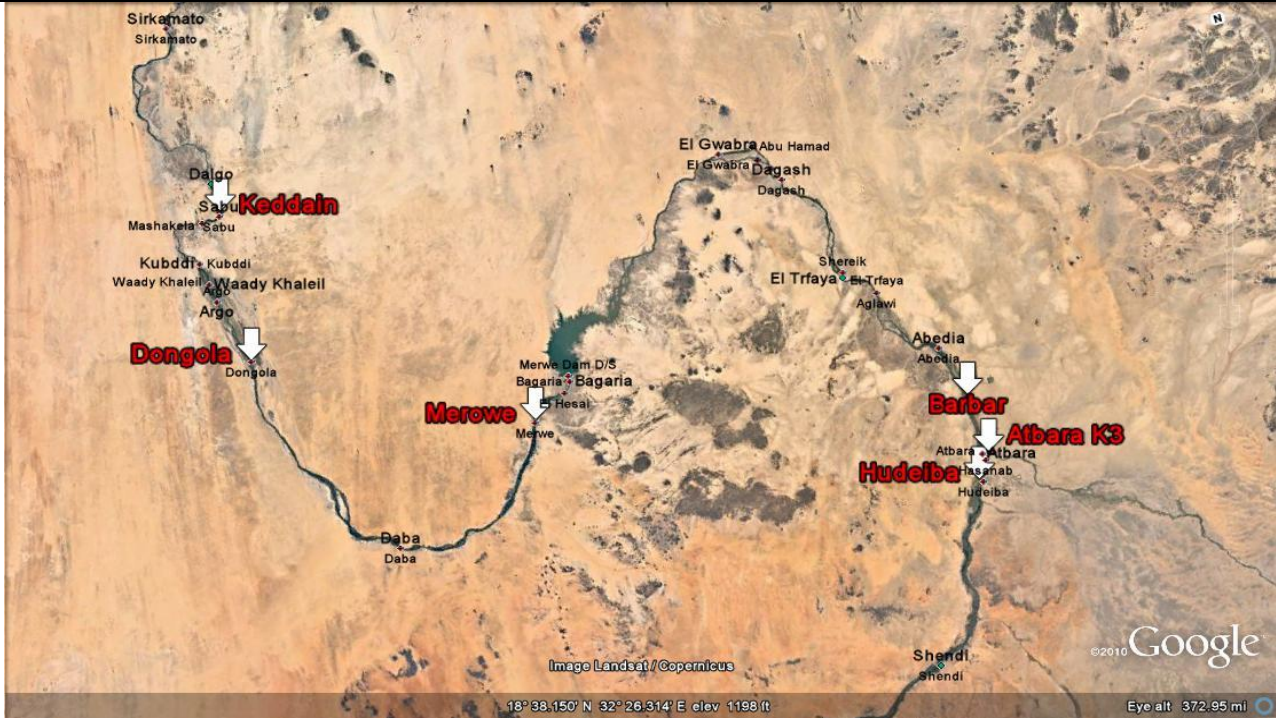 Sirkamato
Sirkamato
N
El Gwabra Abu Hamad
El Gwabra Dagash
Dagash
Dalgo
Sabu Keddain
Mashakela Sabu
Kubddi Kubddi
Waady Khaleil Waady Khaleil
Argo
Argo
Shereik
El Trfaya El Trfaya
Aglawi
Dongola
Dongola
Abedia
Abedia
Merwe Dam D/S
Bagaria Bagaria
El Hesai
Merowe
Merwe
Barbar
Atbara K3
Atbara Atbara
Hudeiba Hasanab
Hudeiba
Daba
Daba
Shendi
Shendi
©2010 Google
Image Landsat / Copernicus
18° 38.150' N 32° 26.314' E elev 1198 ft
Eye alt 372.95 mi